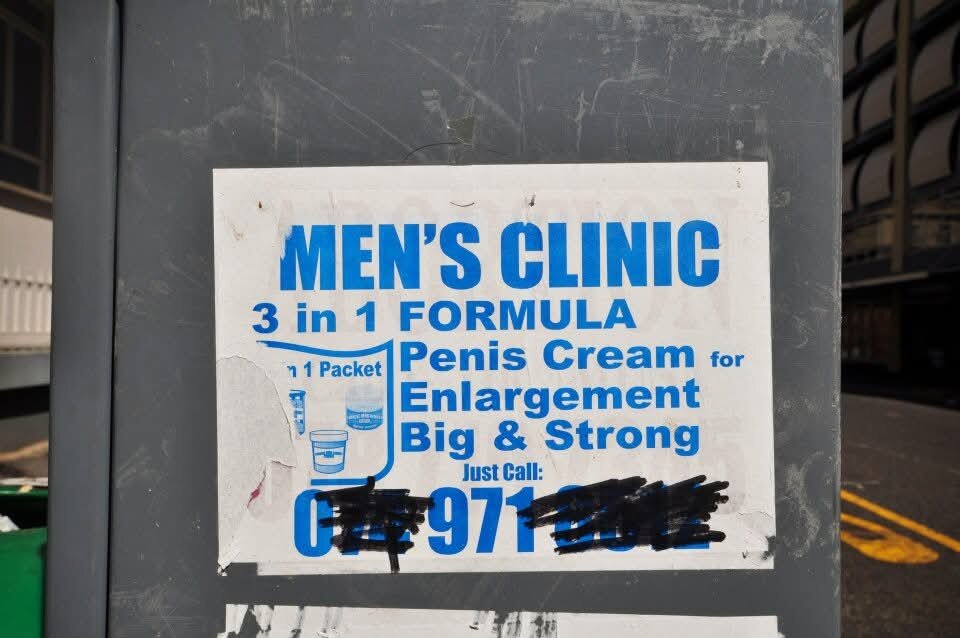 MEN'S CLINIC
3 in 1 FORMULA
1 Packet
Penis Cream for
Enlargement
Big & Strong
Just Call:
971